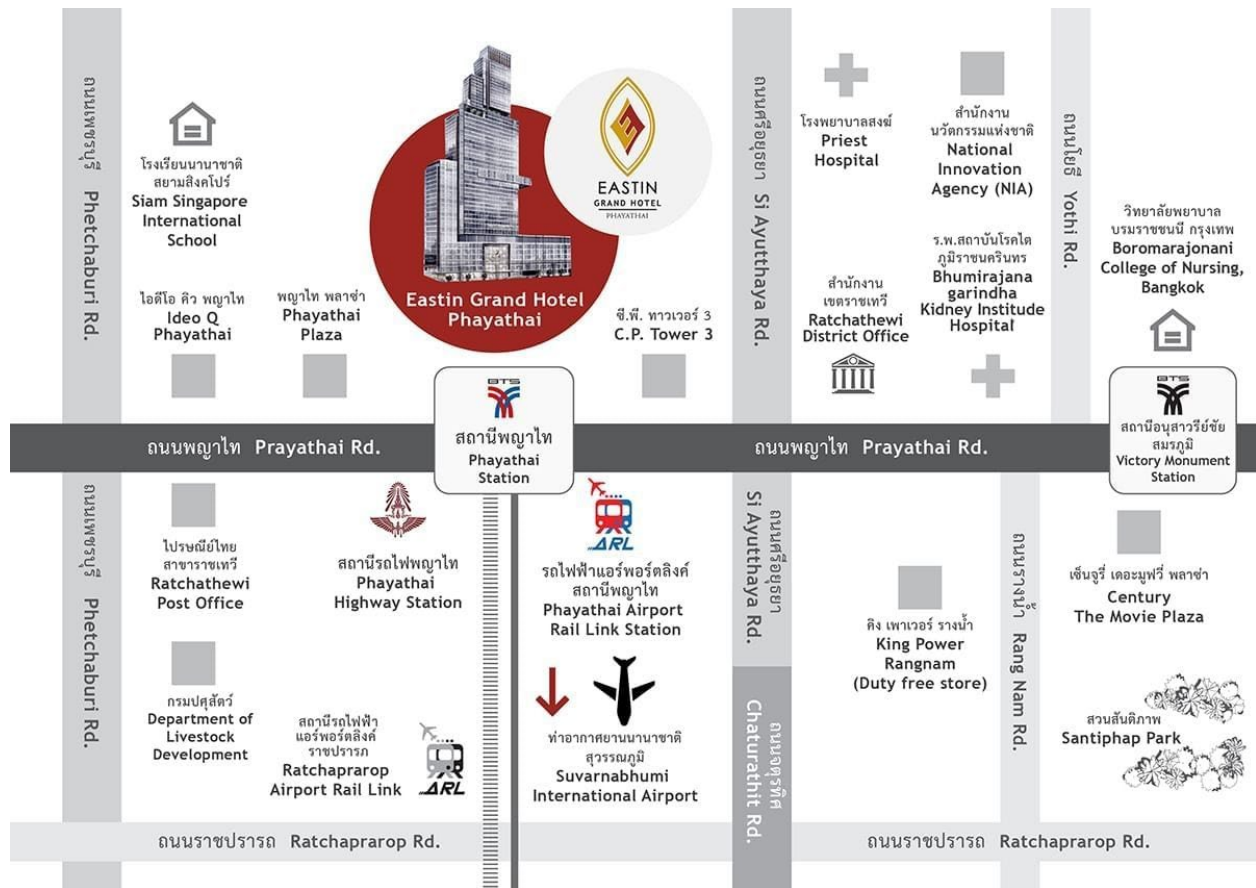 ถนนเพชรบุรี Phetchaburi Rd.
โรงเรียนนานาชาติ
สยามสิงคโปร์
Siam Singapore
International
School
EASTIN
GRAND HOTEL
PHAYATHAI
Eastin Grand Hotel
Phayathai
ไอดีโอ คิว พญาไท
Ideo Q
Phayathai
พญาไท พลาซ่า
Phayathai
Plaza
ซี.พี. ทาวเวอร์ 3
C.P. Tower 3
ถนนศรีอยุธยา Si Ayutthaya Rd.
โรงพยาบาลสงฆ์
Priest
Hospital
สำนักงาน
นวัตกรรมแห่งชาติ
National
Innovation
Agency (NIA)
สำนักงาน
เขตราชเทวี
Ratchathewi
District Office
ร.พ.สถาบันโรคไต
ภูมิราชนครินทร
Bhumirajana
garindha
Kidney Institude
Hospital
ถนนโยธี Yothi Rd.
วิทยาลัยพยาบาล
บรมราชชนนี กรุงเทพ
Boromarajonani
College of Nursing,
Bangkok
ถนนพญาไท Prayathai Rd.
BTS
สถานีพญาไท
Phayathai
Station
ถนนพญาไท Prayathai Rd.
BTS
สถานีอนุสาวรีย์ชัย
สมรภูมิ
Victory Monument
Station
ถนนเพชรบุรี Phetchaburi Rd.
ไปรษณีย์ไทย
สาขาราชเทวี
Ratchathewi
Post Office
สถานีรถไฟพญาไท
Phayathai
Highway Station
ARL
รถไฟฟ้าแอร์พอร์ตลิงค์
สถานีพญาไท
Phayathai Airport
Rail Link Station
ถนนศรีอยุธยา
Si Ayutthaya Rd.
คิง เพาเวอร์ รางน้ำ
King Power
Rangnam
(Duty free store)
ถนนรางน้ำ Rang Nam Rd.
เซ็นจูรี่ เดอะมูฟวี่ พลาซ่า
Century
The Movie Plaza
กรมปศุสัตว์
Department of
Livestock
Development
สถานีรถไฟฟ้า
แอร์พอร์ตลิงค์
ราชปรารภ
Ratchaprarop
Airport Rail Link
ARL
ท่าอากาศยานนานาชาติ
สุวรรณภูมิ
Suvarnabhumi
International Airport
ถนนจตุรทิศ
Chaturathit Rd.
สวนสันติภาพ
Santiphap Park
ถนนราชปรารถ Ratchaprarop Rd.
ถนนราชปรารถ Ratchaprarop Rd.